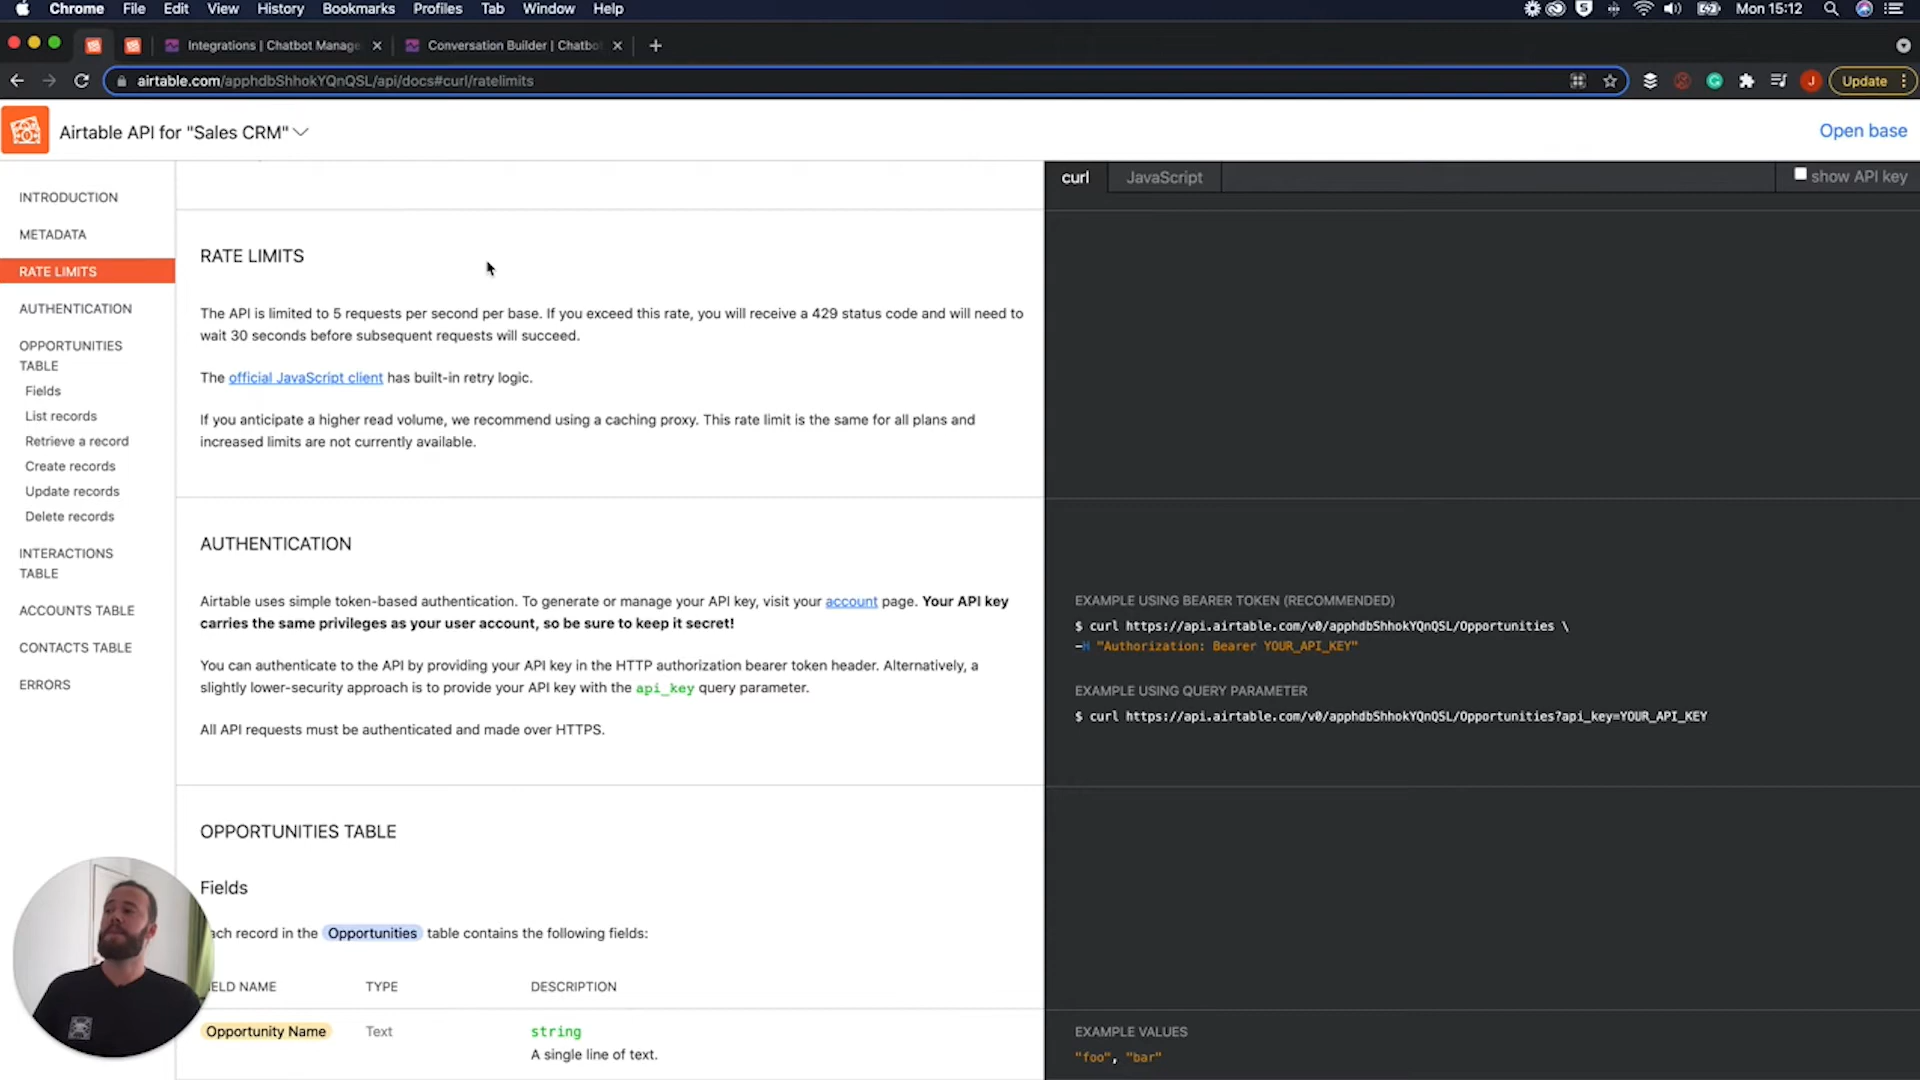 Chrome File Edit View History Bookmarks Profiles Tab Window Help Mon 15:12
Integrations | Chatbot Manage Conversation Builder | Chatbot
airtable.com/apphdbShhokYQnQSL/api/docs#curl/ratelimits J Update
Airtable API for "Sales CRM" Open base
INTRODUCTION
METADATA
RATE LIMITS
AUTHENTICATION
OPPORTUNITIES
TABLE
Fields
List records
Retrieve a record
Create records
Update records
Delete records
INTERACTIONS
TABLE
ACCOUNTS TABLE
CONTACTS TABLE
ERRORS
RATE LIMITS
The API is limited to 5 requests per second per base. If you exceed this rate, you will receive a 429 status code and will need to
wait 30 seconds before subsequent requests will succeed.
The official JavaScript client has built-in retry logic.
If you anticipate a higher read volume, we recommend using a caching proxy. This rate limit is the same for all plans and
increased limits are not currently available.
AUTHENTICATION
Airtable uses simple token-based authentication. To generate or manage your API key, visit your account page. Your API key
carries the same privileges as your user account, so be sure to keep it secret!
You can authenticate to the API by providing your API key in the HTTP authorization bearer token header. Alternatively, a
slightly lower-security approach is to provide your API key with the api_key query parameter.
All API requests must be authenticated and made over HTTPS.
OPPORTUNITIES TABLE
Fields
ach record in the Opportunities table contains the following fields:
ELD NAME TYPE DESCRIPTION
Opportunity Name Text string
A single line of text.
curl JavaScript show API key
EXAMPLE USING BEARER TOKEN (RECOMMENDED)
$ curl https://api.airtable.com/v0/apphdbShhokYQnQSL/Opportunities \
-H "Authorization: Bearer YOUR_API_KEY"
EXAMPLE USING QUERY PARAMETER
$ curl https://api.airtable.com/v0/apphdbShhokYQnQSL/Opportunities?api_key=YOUR_API_KEY
EXAMPLE VALUES
"foo", "bar"